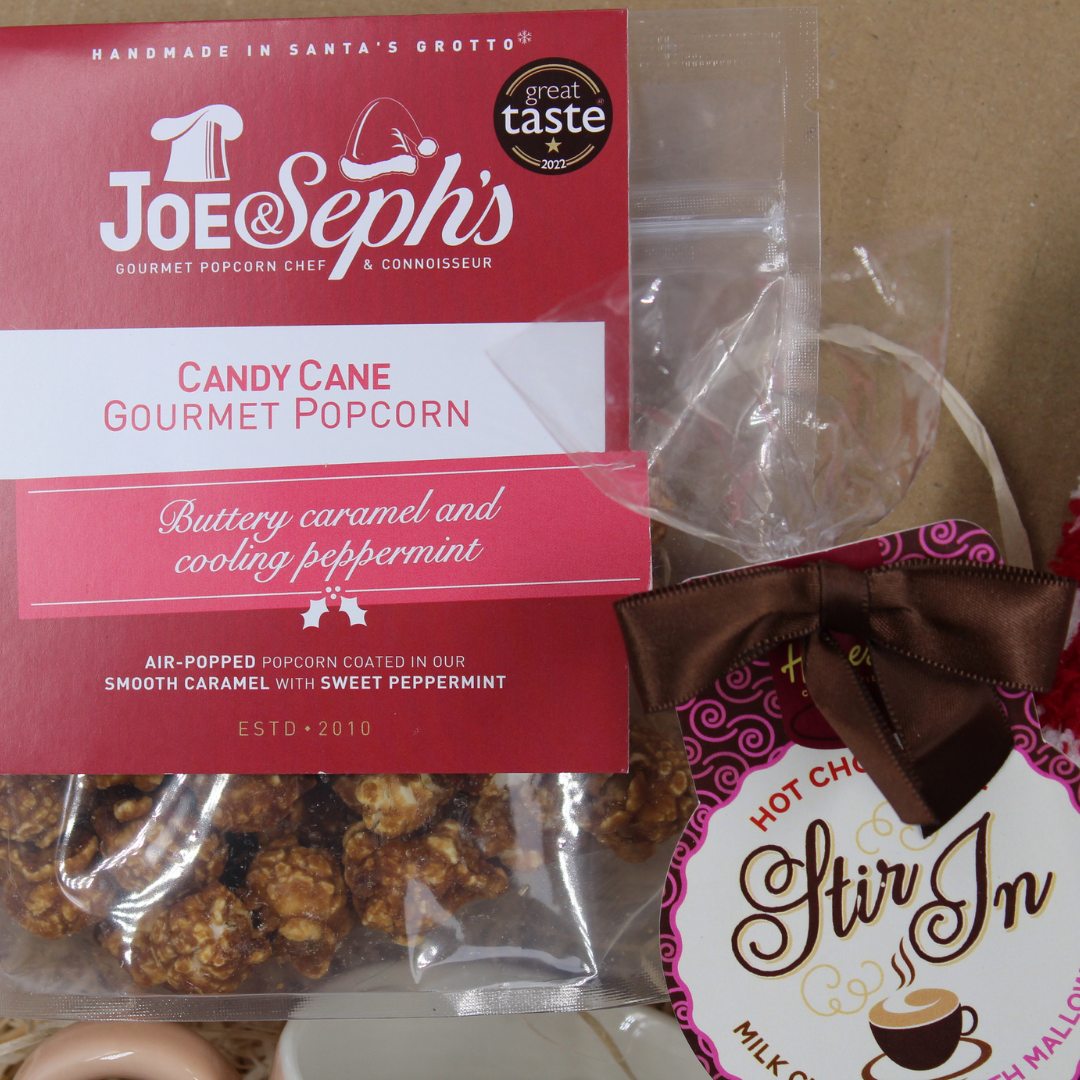 HANDMADE IN SANTA'S GROTTO
great
taste
2022
JOE & Seph's
GOURMET POPCORN CHEF & CONNOISSEUR
CANDY CANE
GOURMET POPCORN
Buttery caramel and
cooling peppermint
AIR-POPPED POPCORN COATED IN OUR
SMOOTH CARAMEL WITH SWEET PEPPERMINT
ESTD 2010
HOT
Stir In
MILK